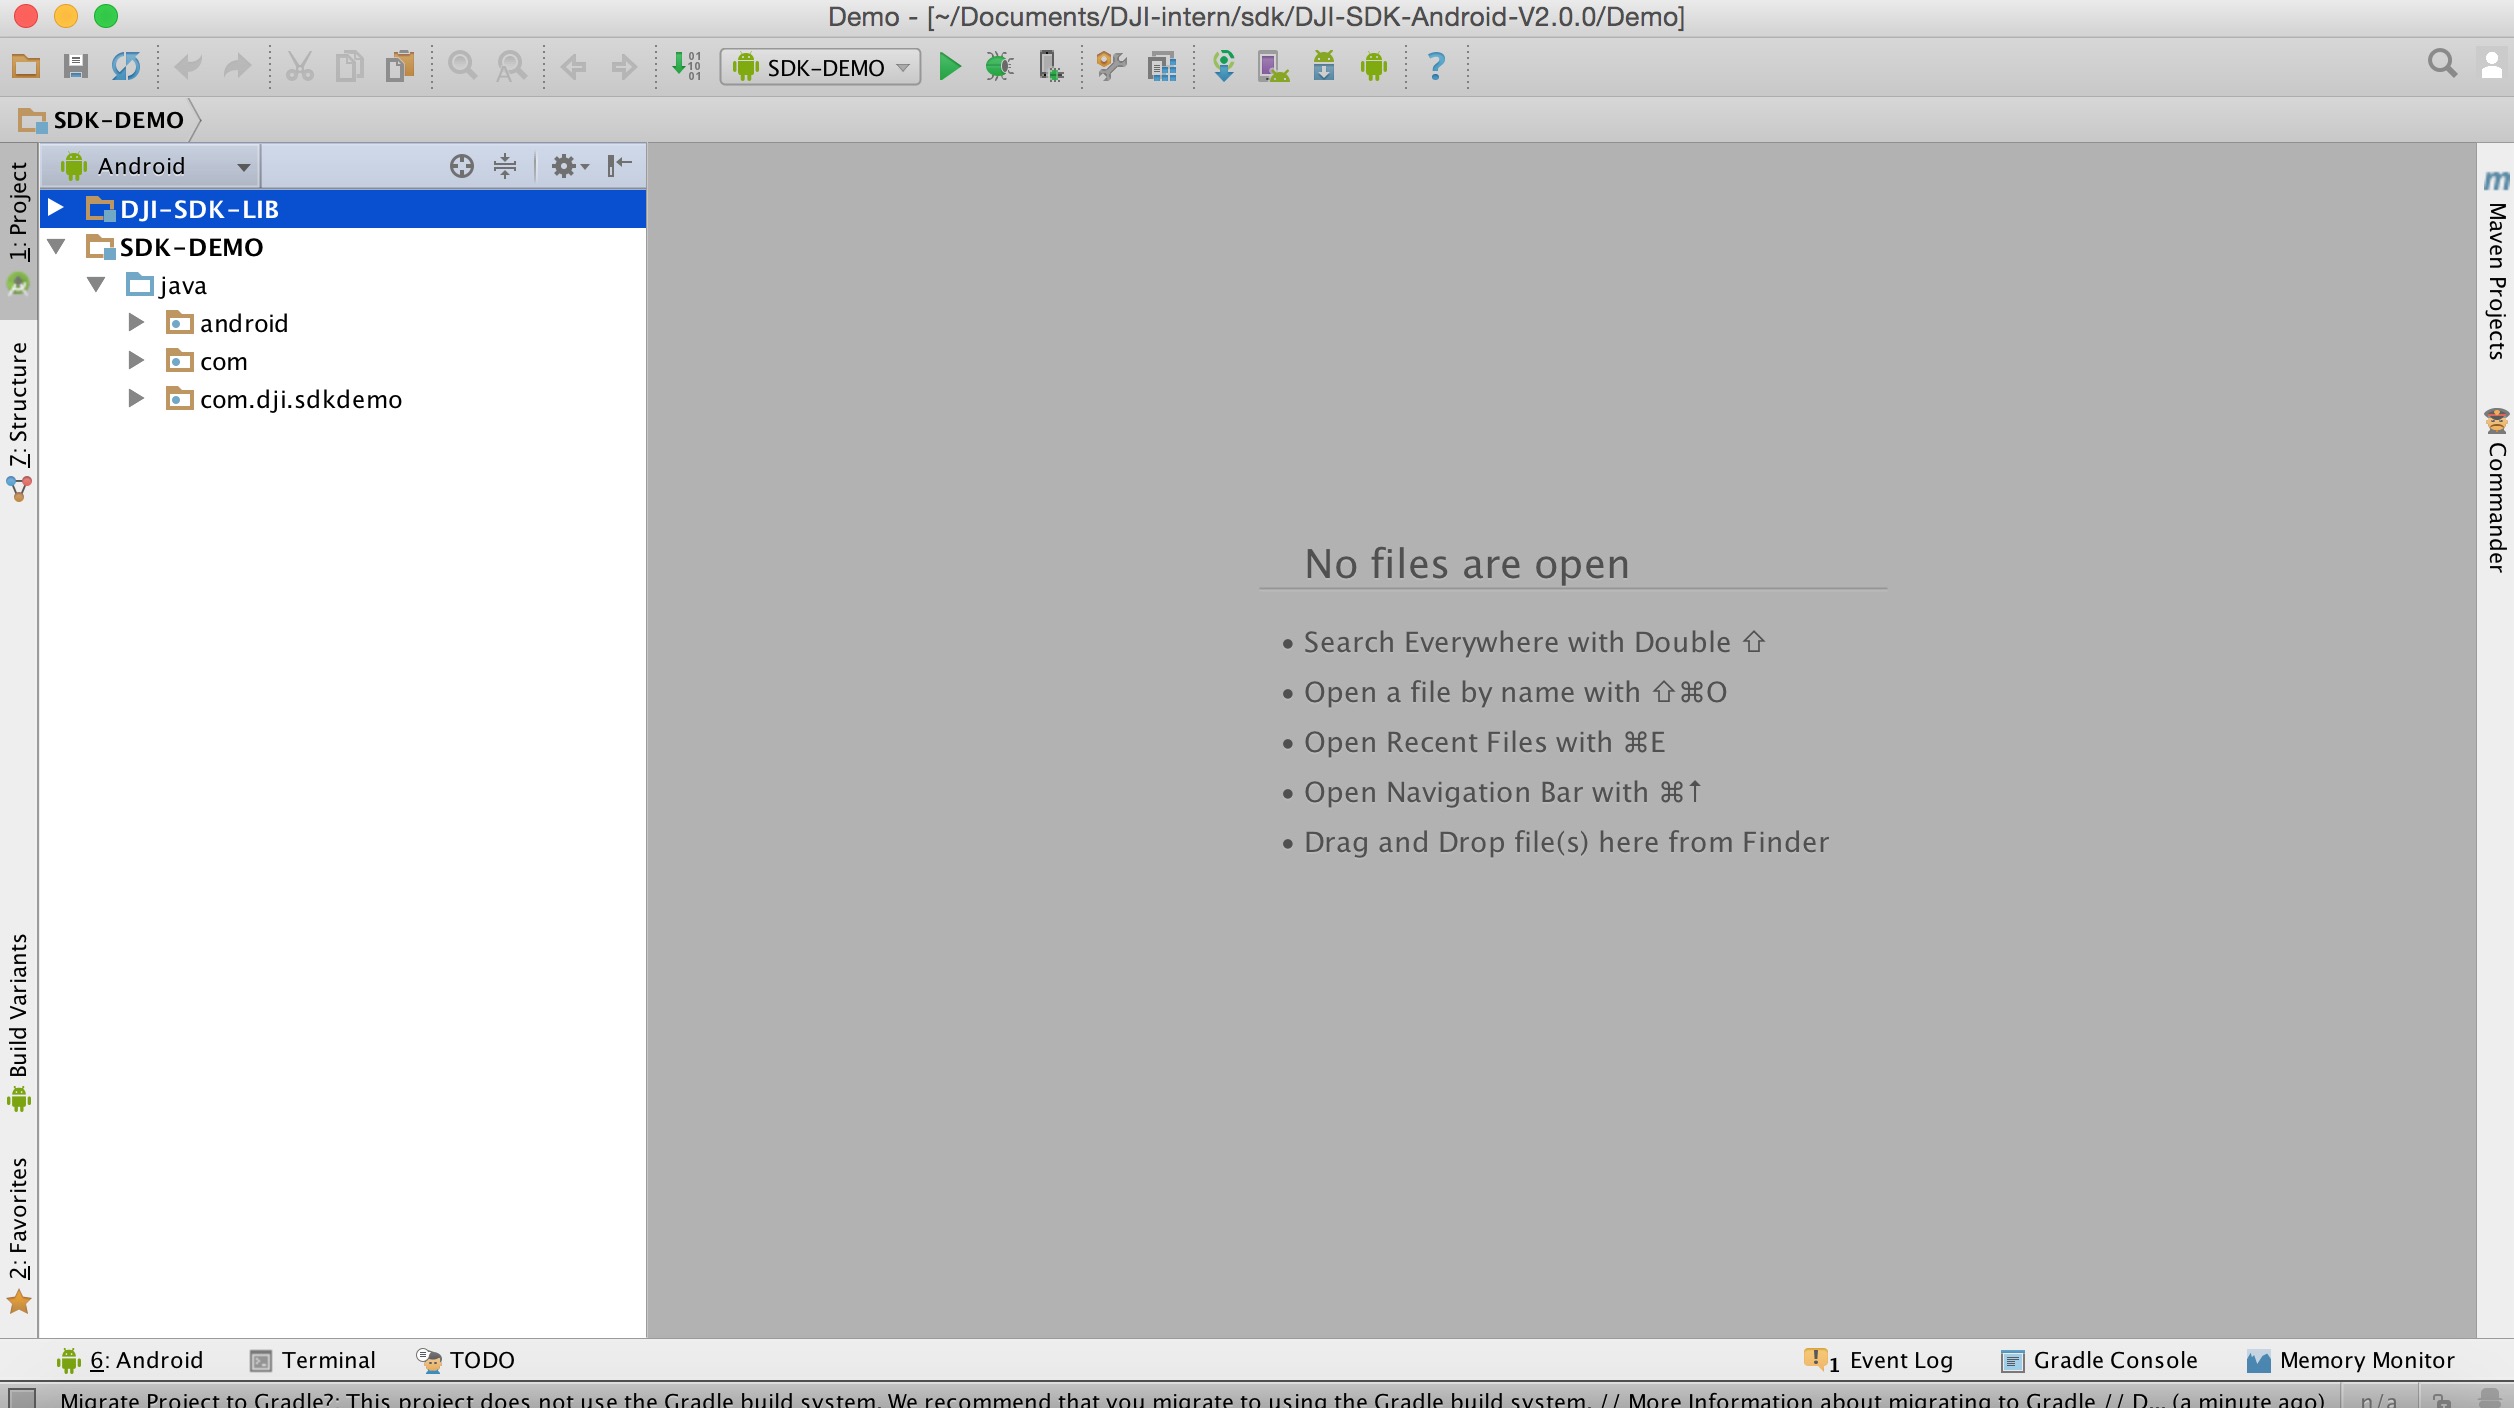 Demo - [~/Documents/DJI-intern/sdk/DJI-SDK-Android-V2.0.0/Demo]
01
10
01
SDK-DEMO
?
SDK-DEMO
Android
DJI-SDK-LIB
SDK-DEMO
java
android
com
com.dji.sdkdemo
1: Project
7: Structure
Build Variants
2: Favorites
No files are open
• Search Everywhere with Double ⇧
• Open a file by name with ⇧⌘O
• Open Recent Files with ⌘E
• Open Navigation Bar with ⌘↑
• Drag and Drop file(s) here from Finder
m
Maven Projects
Commander
6: Android
Terminal
TODO
1 Event Log
Gradle Console
Memory Monitor
Migrate Project to Gradle?: This project does not use the Gradle build system. We recommend that you migrate to using the Gradle build system. // More Information about migrating to Gradle // D... (a minute ago)
n/a